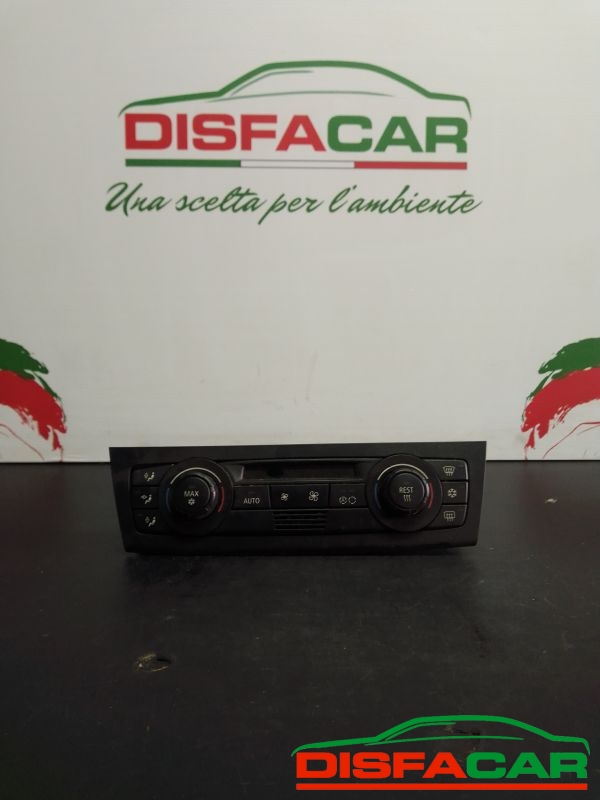 DISFACAR
Una scelta per l'ambiente
MAX
AUTO
REST
DISFACAR